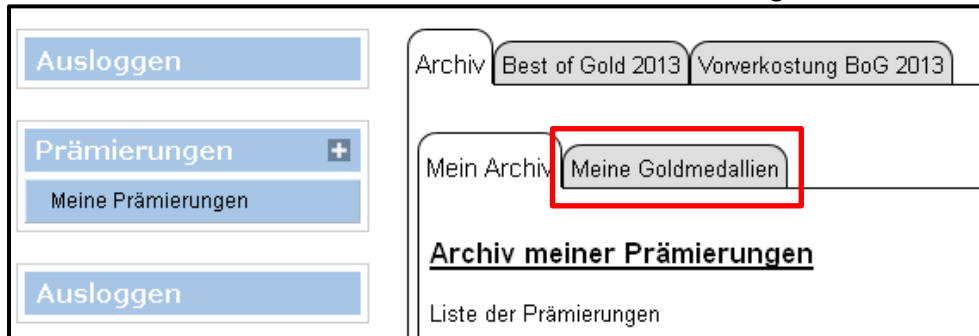 Ausloggen
Prämierungen
Meine Prämierungen
Ausloggen
Archiv Best of Gold 2013 Vorverkostung BoG 2013
Mein Archiv Meine Goldmedallien
Archiv meiner Prämierungen
Liste der Prämierungen